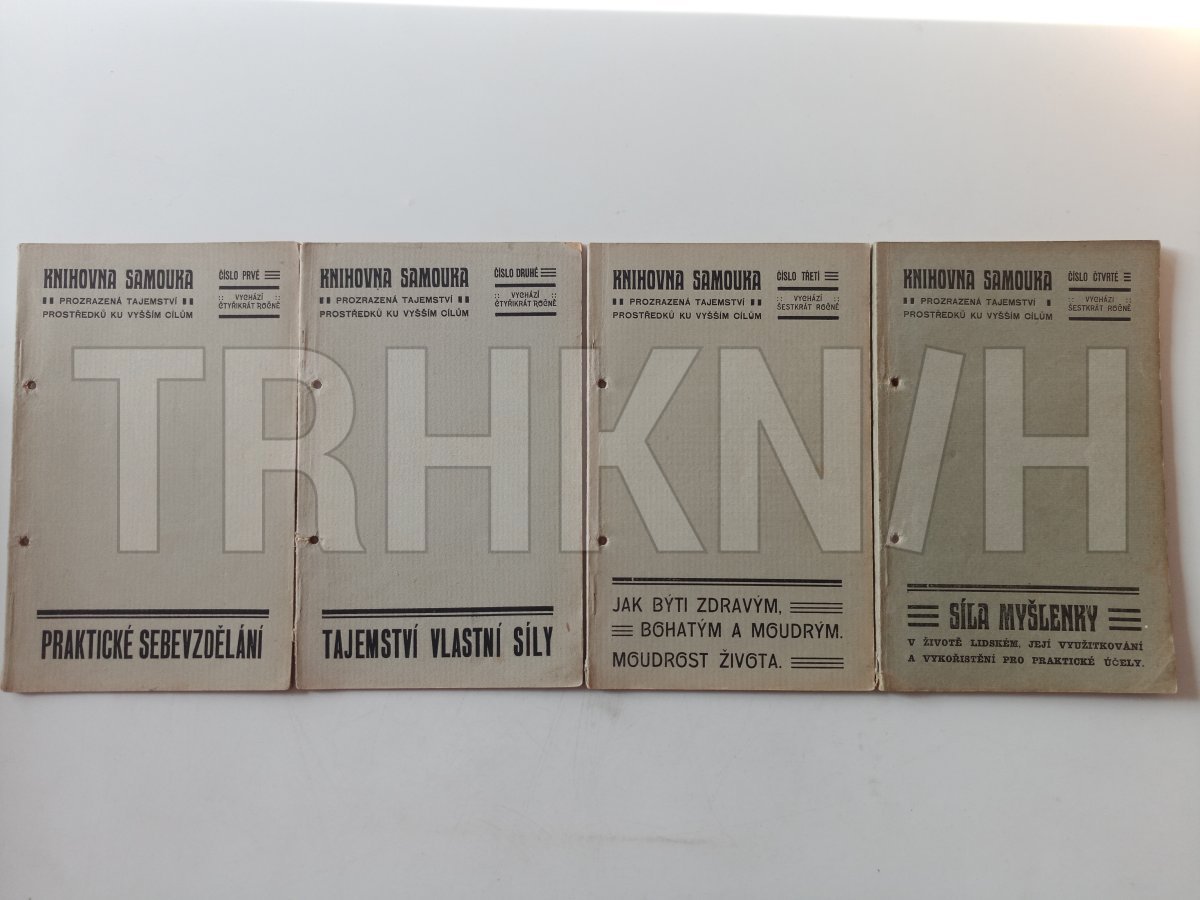 KNIHOVNA SAMOUKA
PROZRAZENÁ TAJEMSTVÍ
PROSTŘEDKŮ KU VYŠŠÍM CÍLŮM
ČÍSLO PRVÉ
VYCHÁZÍ
ČTYŘIKRÁT ROČNĚ
PRAKTICKÉ SEBEVZDĚLÁNÍ
KNIHOVNA SAMOUKA
PROZRAZENÁ TAJEMSTVÍ
PROSTŘEDKŮ KU VYŠŠÍM CÍLŮM
ČÍSLO DRUHÉ
VYCHÁZÍ
ČTYŘIKRÁT ROČNĚ
TAJEMSTVÍ VLASTNÍ SÍLY
KNIHOVNA SAMOUKA
PROZRAZENÁ TAJEMSTVÍ
PROSTŘEDKŮ KU VYŠŠÍM CÍLŮM
ČÍSLO TŘETÍ
VYCHÁZÍ
ŠESTKRÁT ROČNĚ
JAK BÝTI ZDRAVÝM,
BOHATÝM A MOUDRÝM.
MOUDROST ŽIVOTA.
KNIHOVNA SAMOUKA
PROZRAZENÁ TAJEMSTVÍ
PROSTŘEDKŮ KU VYŠŠÍM CÍLŮM
ČÍSLO ČTVRTÉ
VYCHÁZÍ
ŠESTKRÁT ROČNĚ
SÍLA MYŠLENKY
V ŽIVOTĚ LIDSKÉM, JEJÍ VYUŽITKOVÁNÍ
A VYKOŘISTĚNÍ PRO PRAKTICKÉ ÚČELY.
TRHKN/H